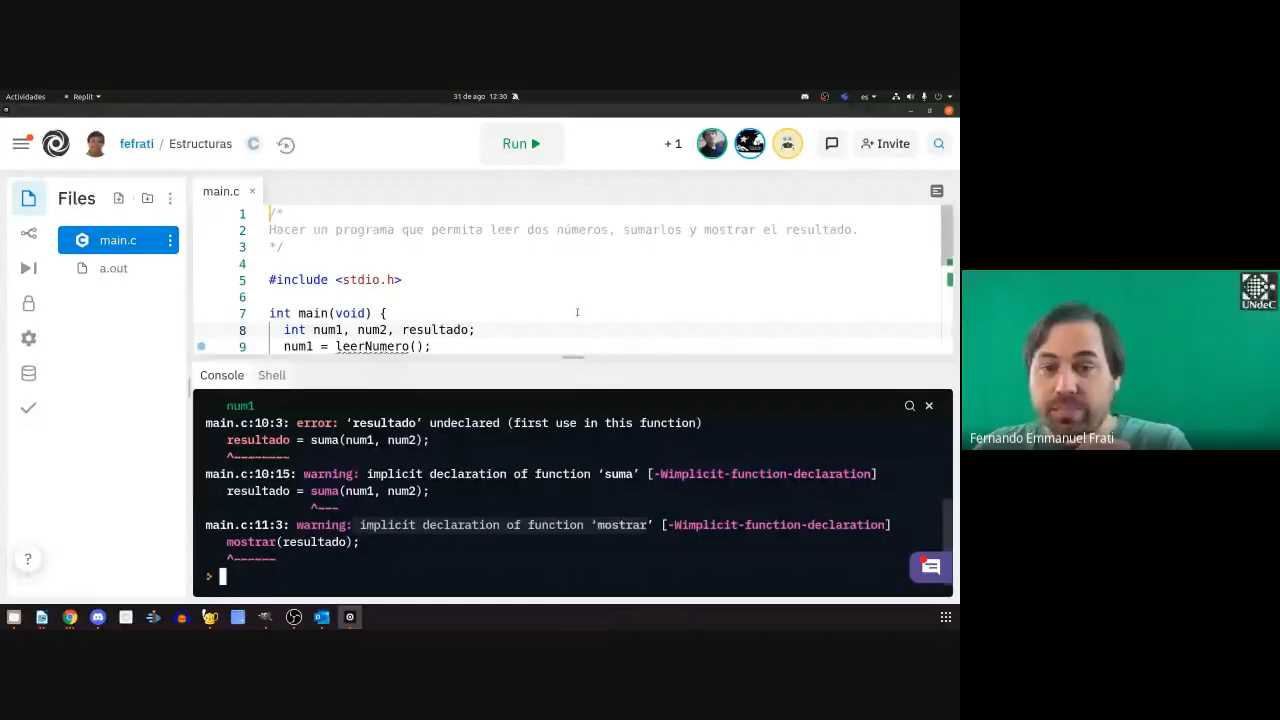 Actividades
Replit
31 de ago 12:30
es
fefrati / Estructuras
C
Run
+ 1
Invite
Files
main.c
a.out
main.c ×
1 /*
2 Hacer un programa que permita leer dos números, sumarlos y mostrar el resultado.
3 */
4
5 #include <stdio.h>
6
7 int main(void) {
8 int num1, num2, resultado;
9 num1 = leerNumero();
Console
Shell
num1
main.c:10:3: error: ‘resultado’ undeclared (first use in this function)
resultado = suma(num1, num2);
^~~~~~~~~
main.c:10:15: warning: implicit declaration of function ‘suma’ [-Wimplicit-function-declaration]
resultado = suma(num1, num2);
^~~~
main.c:11:3: warning: implicit declaration of function ‘mostrar’ [-Wimplicit-function-declaration]
mostrar(resultado);
^~~~~~~
?
UNdeC
Fernando Emmanuel Frati